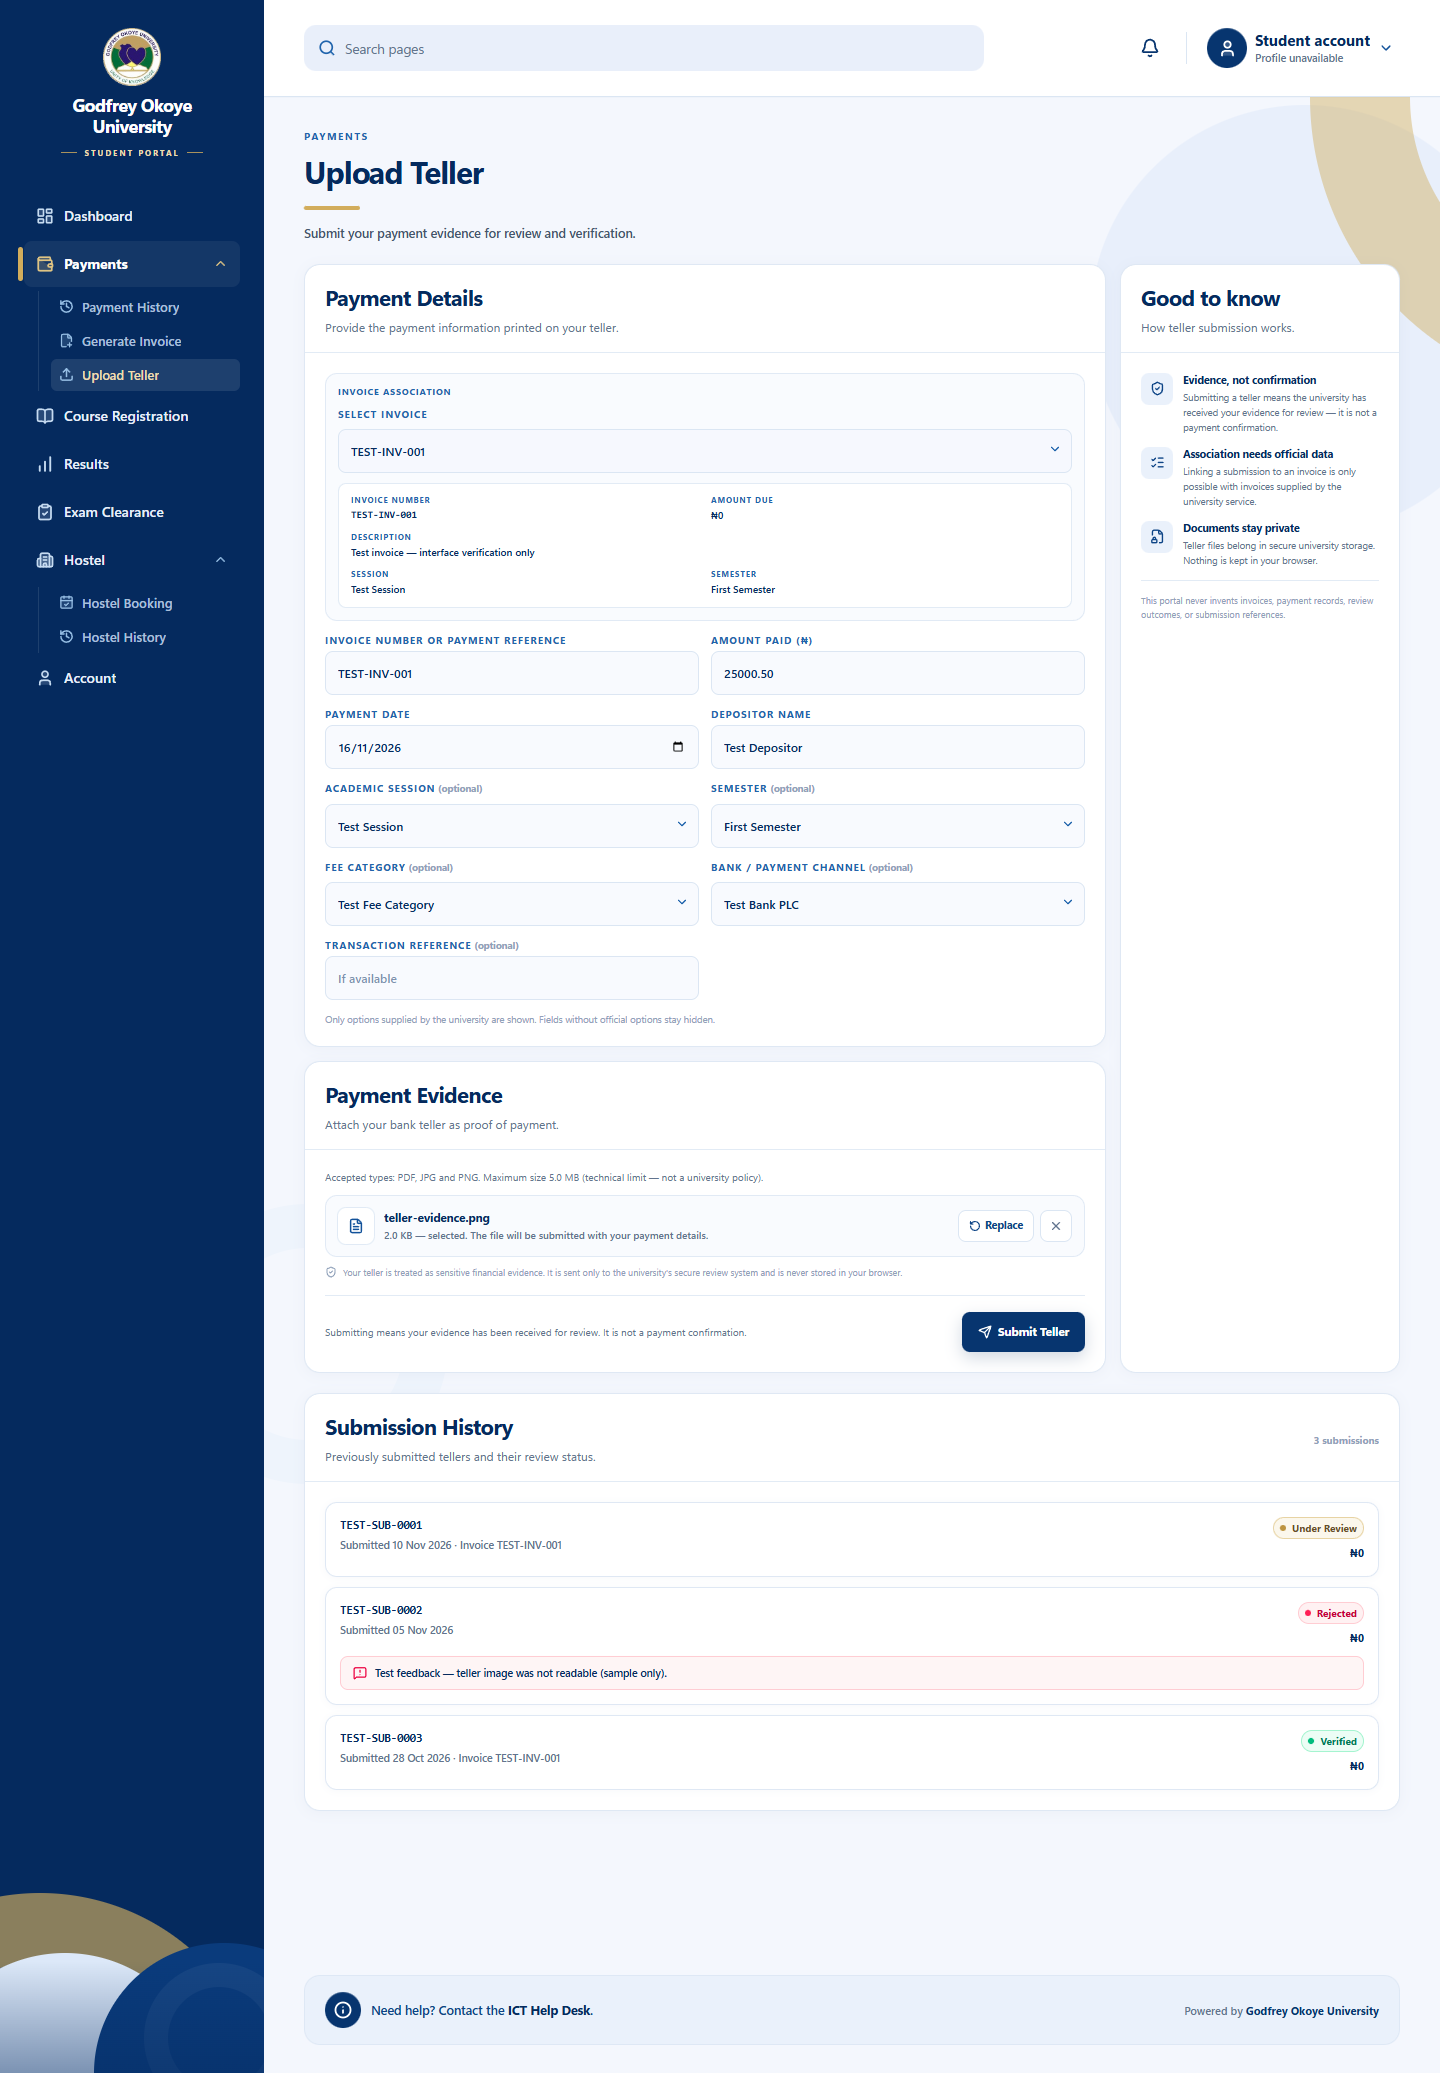 Godfrey Okoye
University
STUDENT PORTAL
Dashboard
Payments
Payment History
Generate Invoice
Upload Teller
Course Registration
Results
Exam Clearance
Hostel
Hostel Booking
Hostel History
Account
Search pages
Student account
Profile unavailable
PAYMENTS
Upload Teller
Submit your payment evidence for review and verification.
Payment Details
Provide the payment information printed on your teller.
INVOICE ASSOCIATION
SELECT INVOICE
TEST-INV-001
INVOICE NUMBER
TEST-INV-001
AMOUNT DUE
₦0
DESCRIPTION
Test invoice — interface verification only
SESSION
Test Session
SEMESTER
First Semester
INVOICE NUMBER OR PAYMENT REFERENCE
TEST-INV-001
AMOUNT PAID (₦)
25000.50
PAYMENT DATE
16/11/2026
DEPOSITOR NAME
Test Depositor
ACADEMIC SESSION (optional)
Test Session
SEMESTER (optional)
First Semester
FEE CATEGORY (optional)
Test Fee Category
BANK / PAYMENT CHANNEL (optional)
Test Bank PLC
TRANSACTION REFERENCE (optional)
If available
Only options supplied by the university are shown. Fields without official options stay hidden.
Good to know
How teller submission works.
Evidence, not confirmation
Submitting a teller means the university has
received your evidence for review — it is not a
payment confirmation.
Association needs official data
Linking a submission to an invoice is only
possible with invoices supplied by the
university service.
Documents stay private
Teller files belong in secure university storage.
Nothing is kept in your browser.
This portal never invents invoices, payment records, review
outcomes, or submission references.
Payment Evidence
Attach your bank teller as proof of payment.
Accepted types: PDF, JPG and PNG. Maximum size 5.0 MB (technical limit — not a university policy).
teller-evidence.png
2.0 KB — selected. The file will be submitted with your payment details.
Replace
Your teller is treated as sensitive financial evidence. It is sent only to the university's secure review system and is never stored in your browser.
Submitting means your evidence has been received for review. It is not a payment confirmation.
Submit Teller
Submission History
Previously submitted tellers and their review status.
3 submissions
TEST-SUB-0001
Submitted 10 Nov 2026 · Invoice TEST-INV-001
Under Review
₦0
TEST-SUB-0002
Submitted 05 Nov 2026
Rejected
₦0
Test feedback — teller image was not readable (sample only).
TEST-SUB-0003
Submitted 28 Oct 2026 · Invoice TEST-INV-001
Verified
₦0
Need help? Contact the ICT Help Desk.
Powered by Godfrey Okoye University